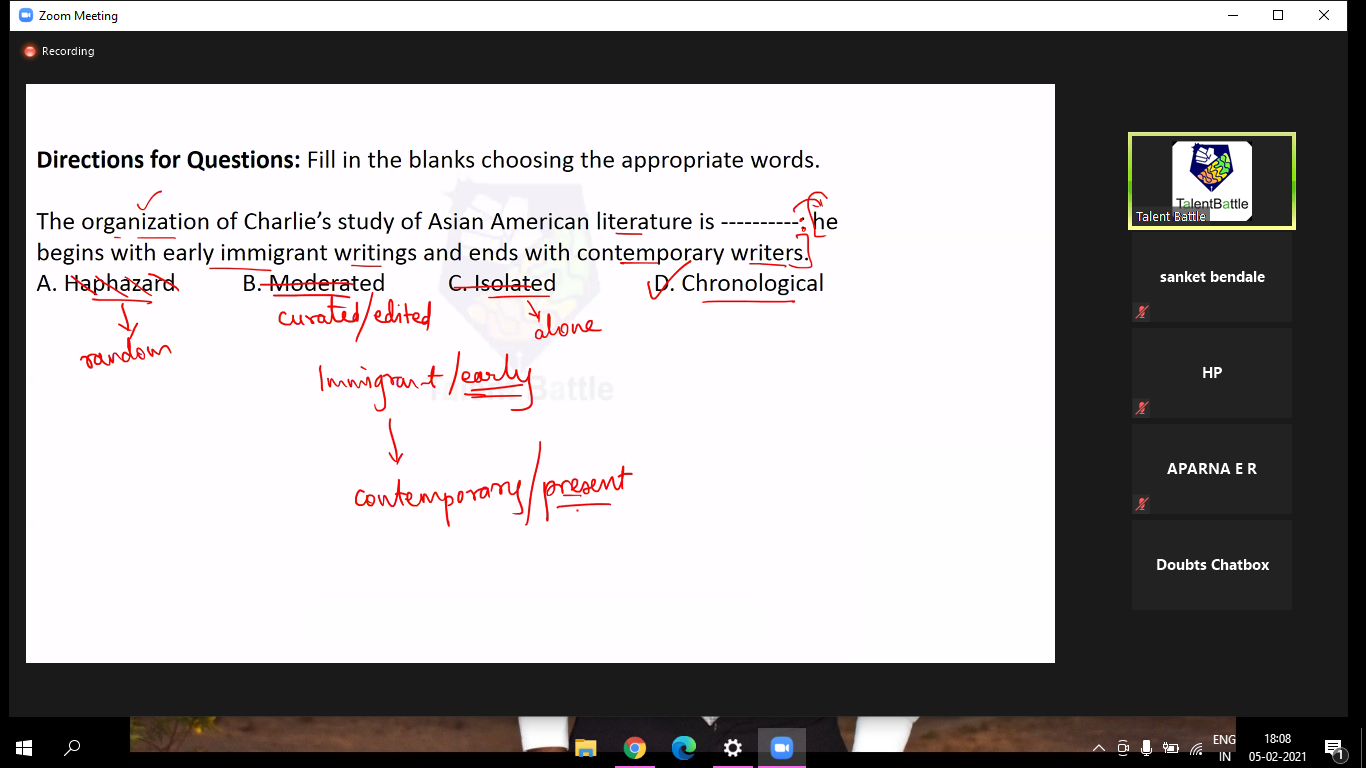 Zoom Meeting
Recording
Directions for Questions: Fill in the blanks choosing the appropriate words.
The organization of Charlie's study of Asian American literature is -----------: he
begins with early immigrant writings and ends with contemporary writers.
A. Haphazard B. Moderated C. Isolated D. Chronological
curated/edited
alone
random
Immigrant/early
TalentBattle
contemporary/present
TalentBattle
Talent Battle
sanket bendale
HP
APARNA E R
Doubts Chatbox
ENG
IN
18:08
05-02-2021
1